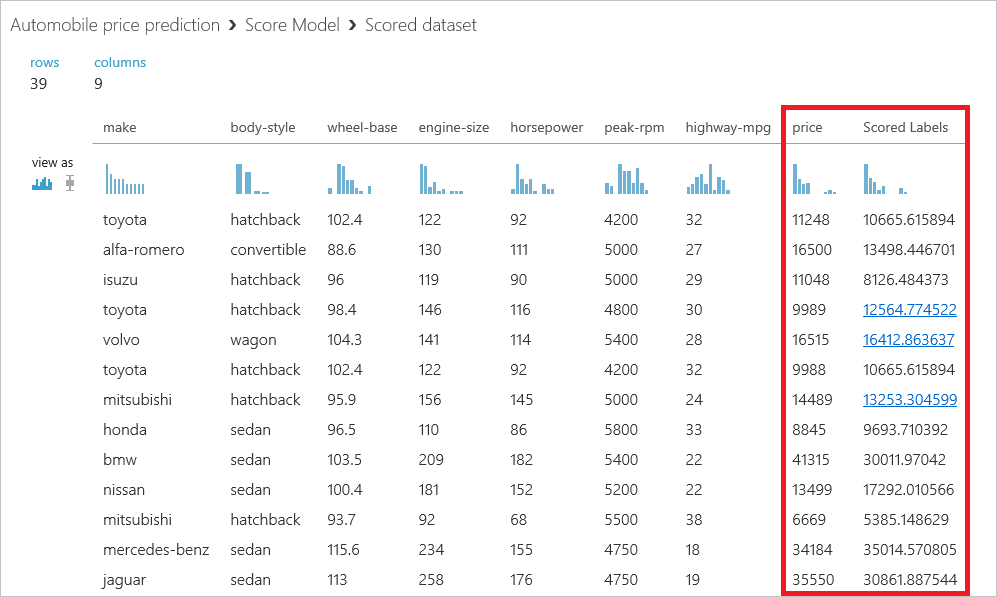 Automobile price prediction › Score Model › Scored dataset
rows columns
39 9
make body-style wheel-base engine-size horsepower peak-rpm highway-mpg price Scored Labels
view as
toyota hatchback 102.4 122 92 4200 32 11248 10665.615894
alfa-romero convertible 88.6 130 111 5000 27 16500 13498.446701
isuzu hatchback 96 119 90 5000 29 11048 8126.484373
toyota hatchback 98.4 146 116 4800 30 9989 12564.774522
volvo wagon 104.3 141 114 5400 28 16515 16412.863637
toyota hatchback 102.4 122 92 4200 32 9988 10665.615894
mitsubishi hatchback 95.9 156 145 5000 24 14489 13253.304599
honda sedan 96.5 110 86 5800 33 8845 9693.710392
bmw sedan 103.5 209 182 5400 22 41315 30011.97042
nissan sedan 100.4 181 152 5200 22 13499 17292.010566
mitsubishi hatchback 93.7 92 68 5500 38 6669 5385.148629
mercedes-benz sedan 115.6 234 155 4750 18 34184 35014.570805
jaguar sedan 113 258 176 4750 19 35550 30861.887544